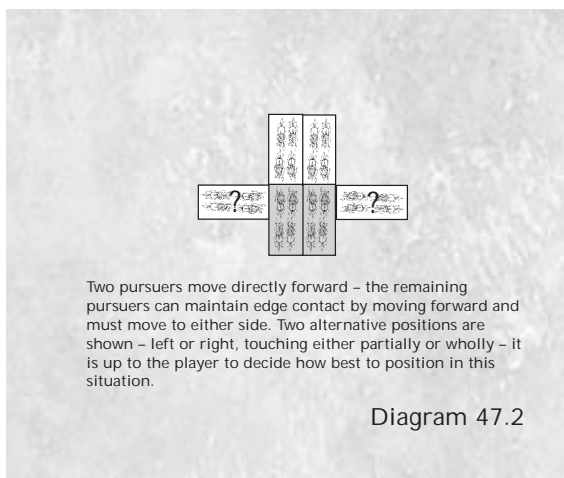 ? ?
Two pursuers move directly forward – the remaining
pursuers can maintain edge contact by moving forward and
must move to either side. Two alternative positions are
shown – left or right, touching either partially or wholly – it
is up to the player to decide how best to position in this
situation.
Diagram 47.2